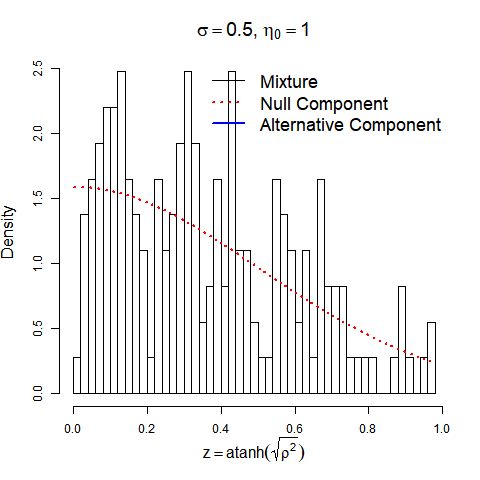 σ = 0.5, η₀ = 1
Mixture
Null Component
Alternative Component
Density
2.5
2.0
1.5
1.0
0.5
0.0
0.0 0.2 0.4 0.6 0.8 1.0
z = atanh(√ρ²)